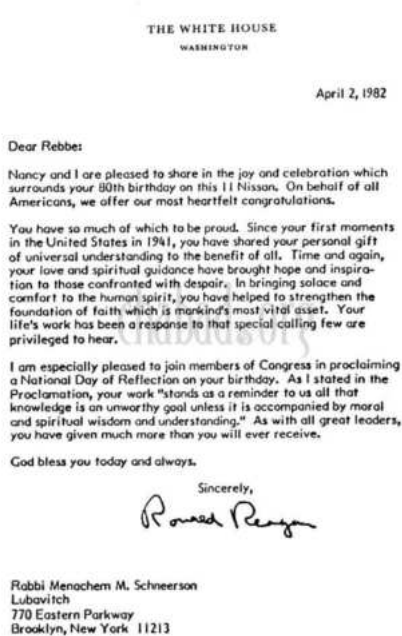 THE WHITE HOUSE
WASHINGTON
April 2, 1982
Dear Rebbe:
Nancy and I are pleased to share in the joy and celebration which
surrounds your 80th birthday on this 11 Nissan. On behalf of all
Americans, we offer our most heartfelt congratulations.
You have so much of which to be proud. Since your first moments
in the United States in 1941, you have shared your personal gift
of universal understanding to the benefit of all. Time and again,
your love and spiritual guidance have brought hope and inspira-
tion to those confronted with despair. In bringing solace and
comfort to the human spirit, you have helped to strengthen the
foundation of faith which is mankind's most vital asset. Your
life's work has been a response to that special calling few are
privileged to hear.
I am especially pleased to join members of Congress in proclaiming
a National Day of Reflection on your birthday. As I stated in the
Proclamation, your work "stands as a reminder to us all that
knowledge is an unworthy goal unless it is accompanied by moral
and spiritual wisdom and understanding." As with all great leaders,
you have given much more than you will ever receive.
God bless you today and always.
Sincerely,
Ronald Reagan
Rabbi Menachem M. Schneerson
Lubavitch
770 Eastern Parkway
Brooklyn, New York 11213
chabad.org